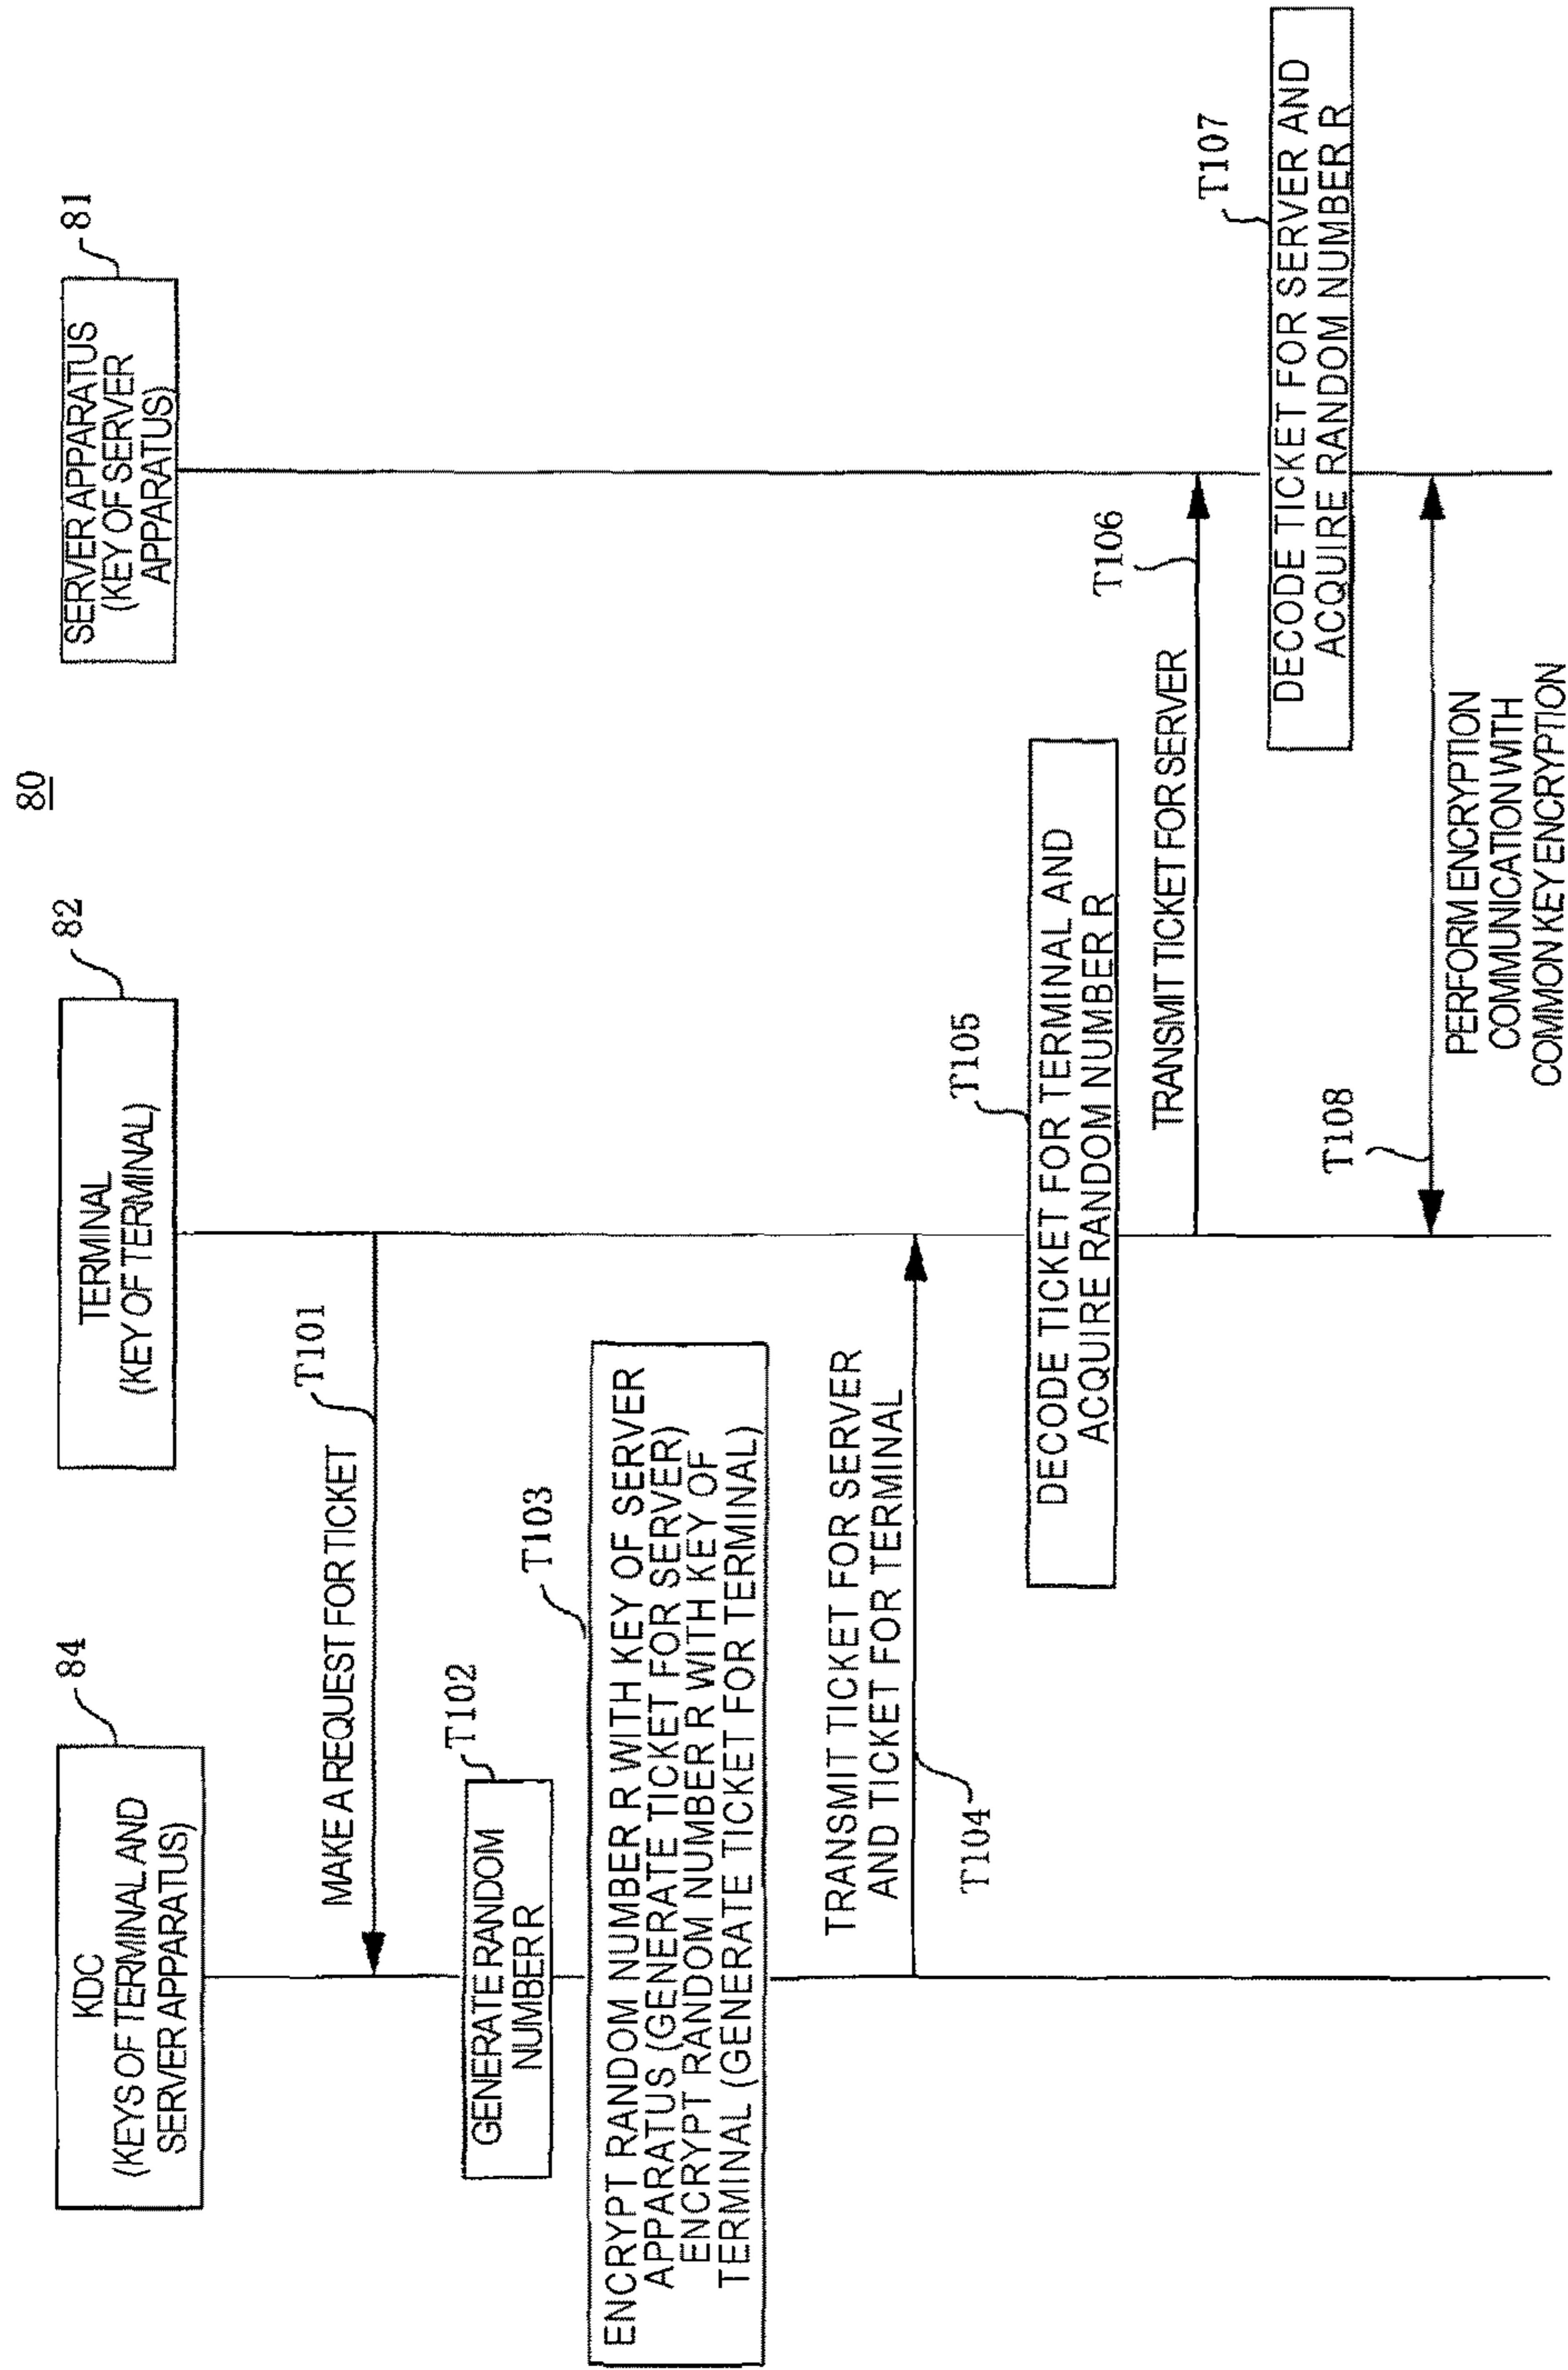 80
84
KDC
(KEYS OF TERMINAL AND
SERVER APPARATUS)
82
TERMINAL
(KEY OF TERMINAL)
81
SERVER APPARATUS
(KEY OF SERVER
APPARATUS)
MAKE A REQUEST FOR TICKET
T101
T102
GENERATE RANDOM
NUMBER R
T103
ENCRYPT RANDOM NUMBER R WITH KEY OF SERVER
APPARATUS (GENERATE TICKET FOR SERVER)
ENCRYPT RANDOM NUMBER R WITH KEY OF
TERMINAL (GENERATE TICKET FOR TERMINAL)
TRANSMIT TICKET FOR SERVER
AND TICKET FOR TERMINAL
T104
T105
DECODE TICKET FOR TERMINAL AND
ACQUIRE RANDOM NUMBER R
TRANSMIT TICKET FOR SERVER
T106
T107
DECODE TICKET FOR SERVER AND
ACQUIRE RANDOM NUMBER R
T108
PERFORM ENCRYPTION
COMMUNICATION WITH
COMMON KEY ENCRYPTION